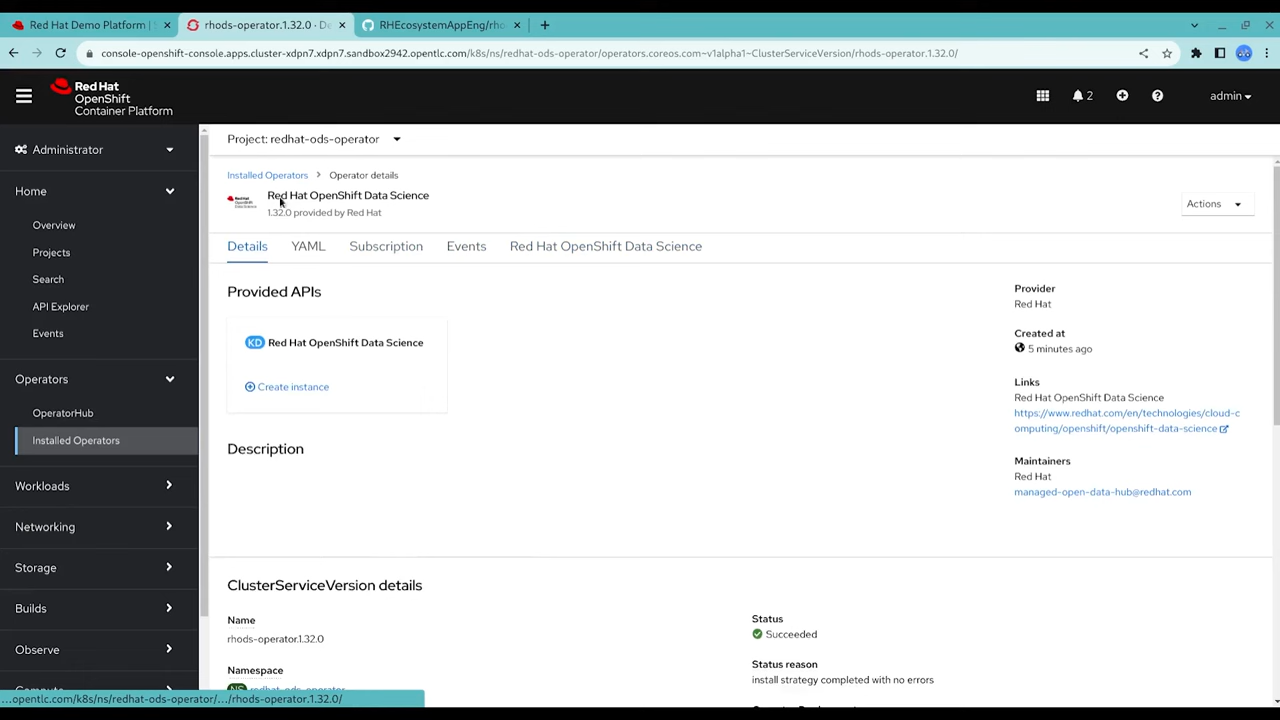 Red Hat Demo Platform |
rhods-operator.1.32.0 · De
RHEcosystemAppEng/rho
console-openshift-console.apps.cluster-xdpn7.xdpn7.sandbox2942.opentlc.com/k8s/ns/redhat-ods-operator/operators.coreos.com~v1alpha1~ClusterServiceVersion/rhods-operator.1.32.0/
Red Hat
OpenShift
Container Platform
2
admin
Administrator
Home
Overview
Projects
Search
API Explorer
Events
Operators
OperatorHub
Installed Operators
Workloads
Networking
Storage
Builds
Observe
Compute
Project: redhat-ods-operator
Installed Operators > Operator details
Red Hat OpenShift Data Science
1.32.0 provided by Red Hat
Actions
Details YAML Subscription Events Red Hat OpenShift Data Science
Provided APIs
KD Red Hat OpenShift Data Science
Create instance
Description
Provider
Red Hat
Created at
5 minutes ago
Links
Red Hat OpenShift Data Science
https://www.redhat.com/en/technologies/cloud-c
omputing/openshift/openshift-data-science
Maintainers
Red Hat
managed-open-data-hub@redhat.com
ClusterServiceVersion details
Name
rhods-operator.1.32.0
Namespace
NS redhat-ods-operator
Status
Succeeded
Status reason
install strategy completed with no errors
...opentlc.com/k8s/ns/redhat-ods-operator/.../rhods-operator.1.32.0/